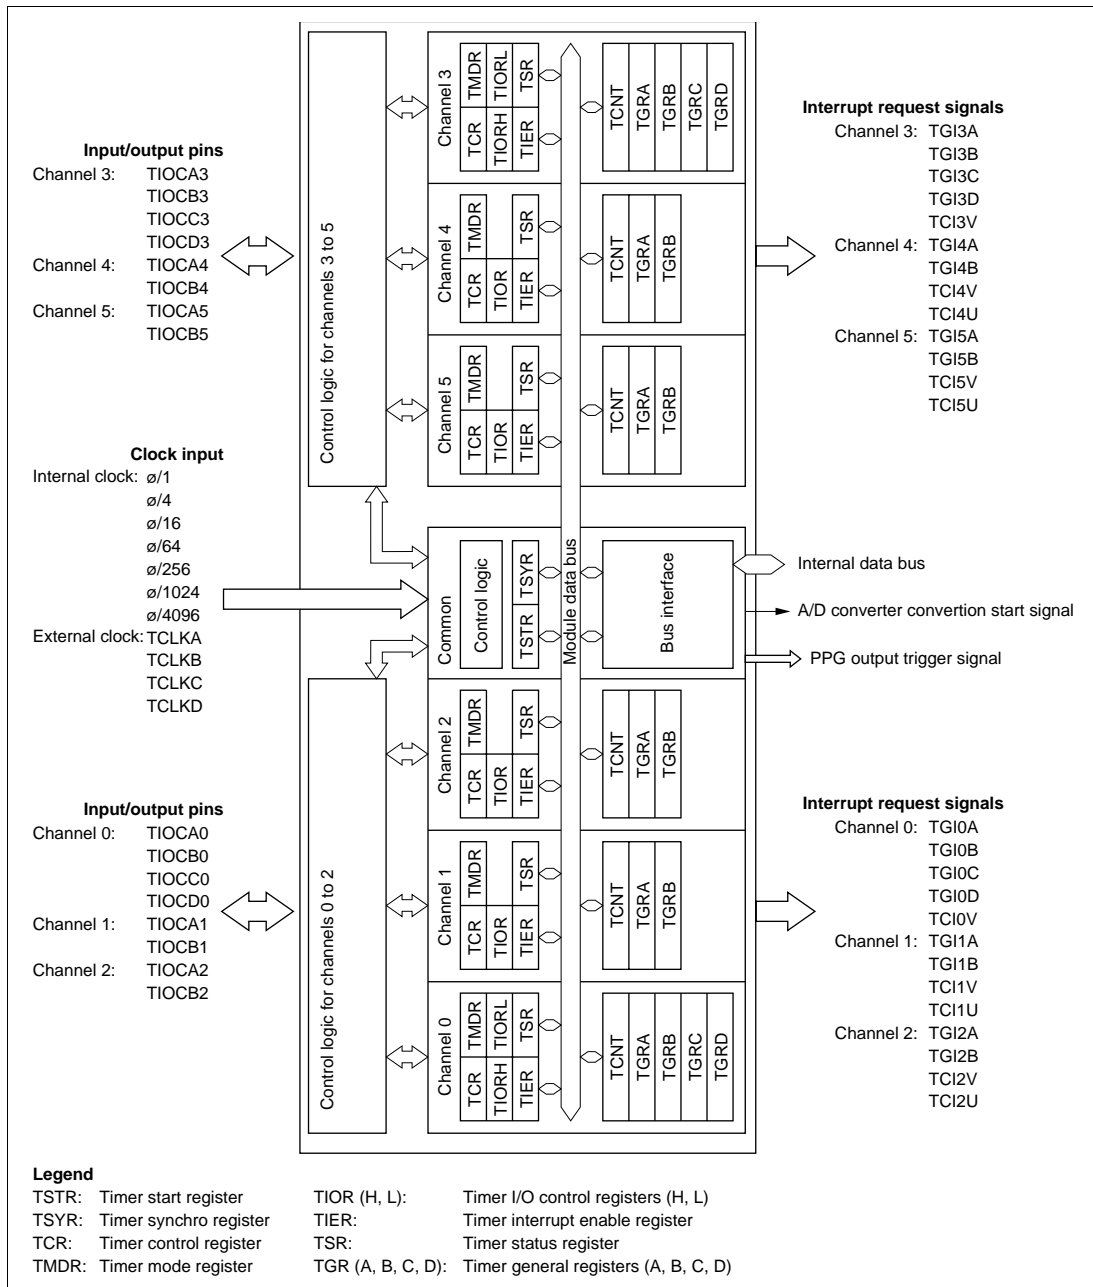 Input/output pins
Channel 3: TIOCA3
TIOCB3
TIOCC3
TIOCD3
Channel 4: TIOCA4
TIOCB4
Channel 5: TIOCA5
TIOCB5
Clock input
Internal clock: ø/1
ø/4
ø/16
ø/64
ø/256
ø/1024
ø/4096
External clock: TCLKA
TCLKB
TCLKC
TCLKD
Input/output pins
Channel 0: TIOCA0
TIOCB0
TIOCC0
TIOCD0
Channel 1: TIOCA1
TIOCB1
Channel 2: TIOCA2
TIOCB2
Control logic for channels 3 to 5
Control logic for channels 0 to 2
Channel 3
TCR
TMDR
TIORH
TIORL
TIER
TSR
TCNT
TGRA
TGRB
TGRC
TGRD
Channel 4
TCR
TMDR
TIOR
TIER
TSR
TCNT
TGRA
TGRB
Channel 5
TCR
TMDR
TIOR
TIER
TSR
TCNT
TGRA
TGRB
Common
Control logic
TSTR
TSYR
Module data bus
Bus interface
Channel 2
TCR
TMDR
TIOR
TIER
TSR
TCNT
TGRA
TGRB
Channel 1
TCR
TMDR
TIOR
TIER
TSR
TCNT
TGRA
TGRB
Channel 0
TCR
TMDR
TIORH
TIORL
TIER
TSR
TCNT
TGRA
TGRB
TGRC
TGRD
Interrupt request signals
Channel 3: TGI3A
TGI3B
TGI3C
TGI3D
TCI3V
Channel 4: TGI4A
TGI4B
TCI4V
TCI4U
Channel 5: TGI5A
TGI5B
TCI5V
TCI5U
Internal data bus
A/D converter convertion start signal
PPG output trigger signal
Interrupt request signals
Channel 0: TGI0A
TGI0B
TGI0C
TGI0D
TCI0V
Channel 1: TGI1A
TGI1B
TCI1V
TCI1U
Channel 2: TGI2A
TGI2B
TCI2V
TCI2U
Legend
TSTR: Timer start register
TSYR: Timer synchro register
TCR: Timer control register
TMDR: Timer mode register
TIOR (H, L): Timer I/O control registers (H, L)
TIER: Timer interrupt enable register
TSR: Timer status register
TGR (A, B, C, D): Timer general registers (A, B, C, D)